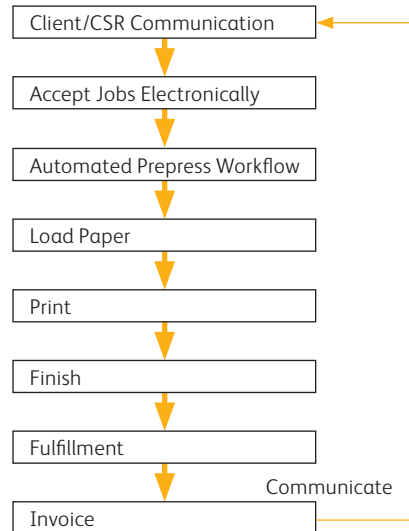 Client/CSR Communication
Accept Jobs Electronically
Automated Prepress Workflow
Load Paper
Print
Finish
Fulfillment
Communicate
Invoice